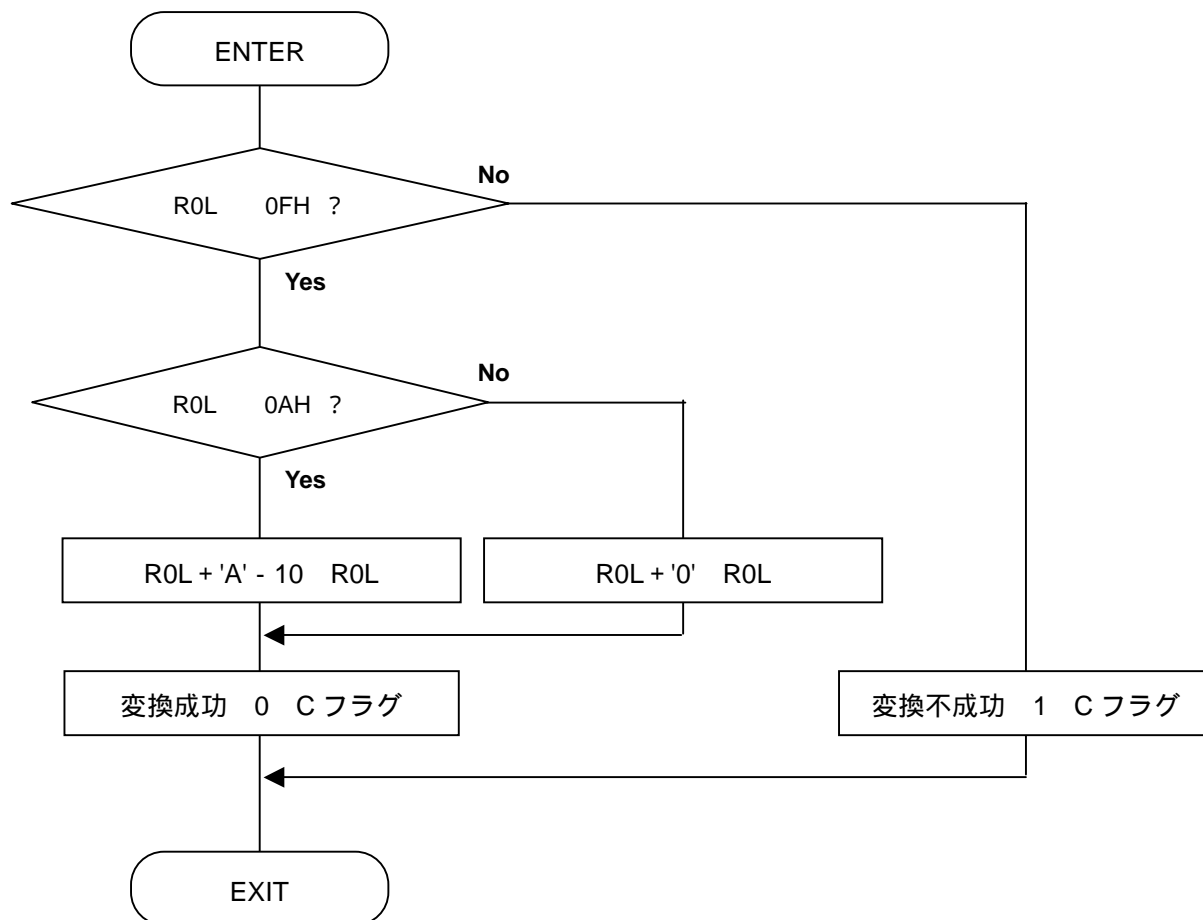 ENTER
R0L 0FH ?
No
Yes
R0L 0AH ?
No
Yes
R0L + 'A' - 10 R0L
R0L + '0' R0L
変換成功 0 C フラグ
変換不成功 1 C フラグ
EXIT